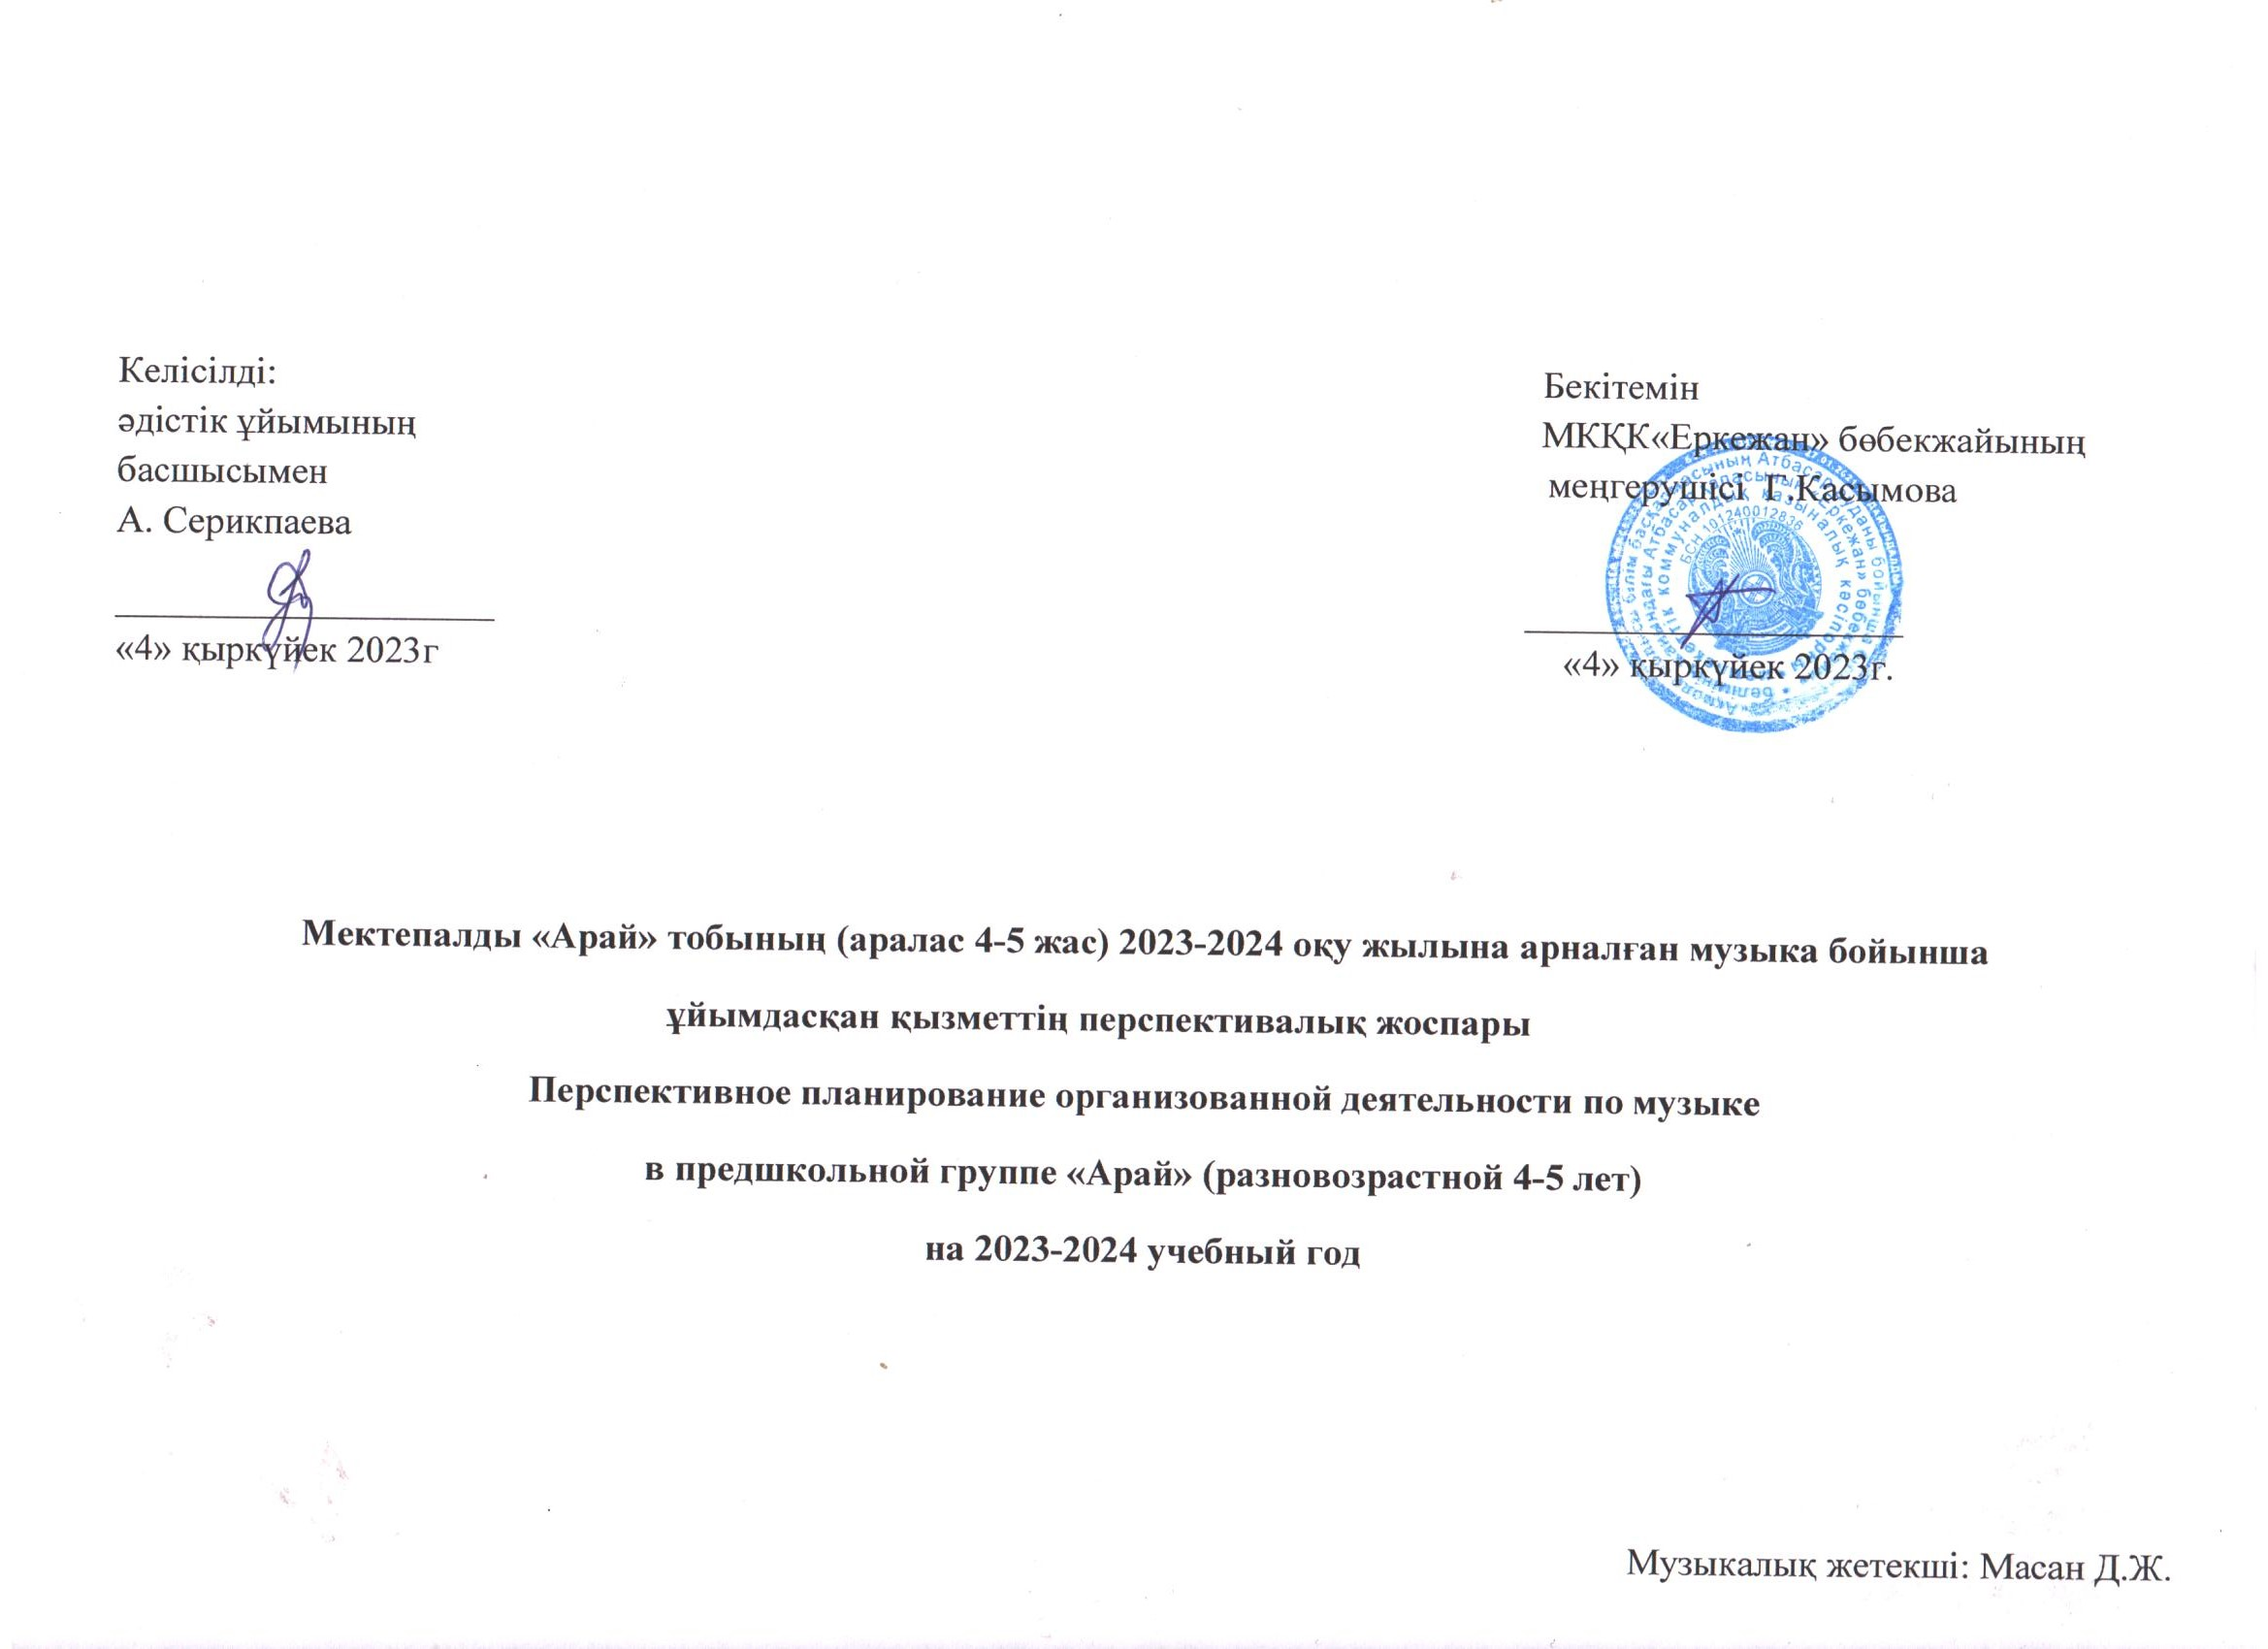 Келісілді:
әдістік ұйымының
басшысымен
А. Серикпаева
«4» қыркүйек 2023г
Бекітемін
МКҚК«Еркежан» бөбекжайының
меңгерушісі Г.Касымова
БСН 101240012836
«4» қыркүйек 2023г.
Мектепалды «Арай» тобының (аралас 4-5 жас) 2023-2024 оқу жылына арналған музыка бойынша
ұйымдасқан қызметтің перспективалық жоспары
Перспективное планирование организованной деятельности по музыке
в предшкольной группе «Арай» (разновозрастной 4-5 лет)
на 2023-2024 учебный год
Музыкалық жетекші: Масан Д.Ж.